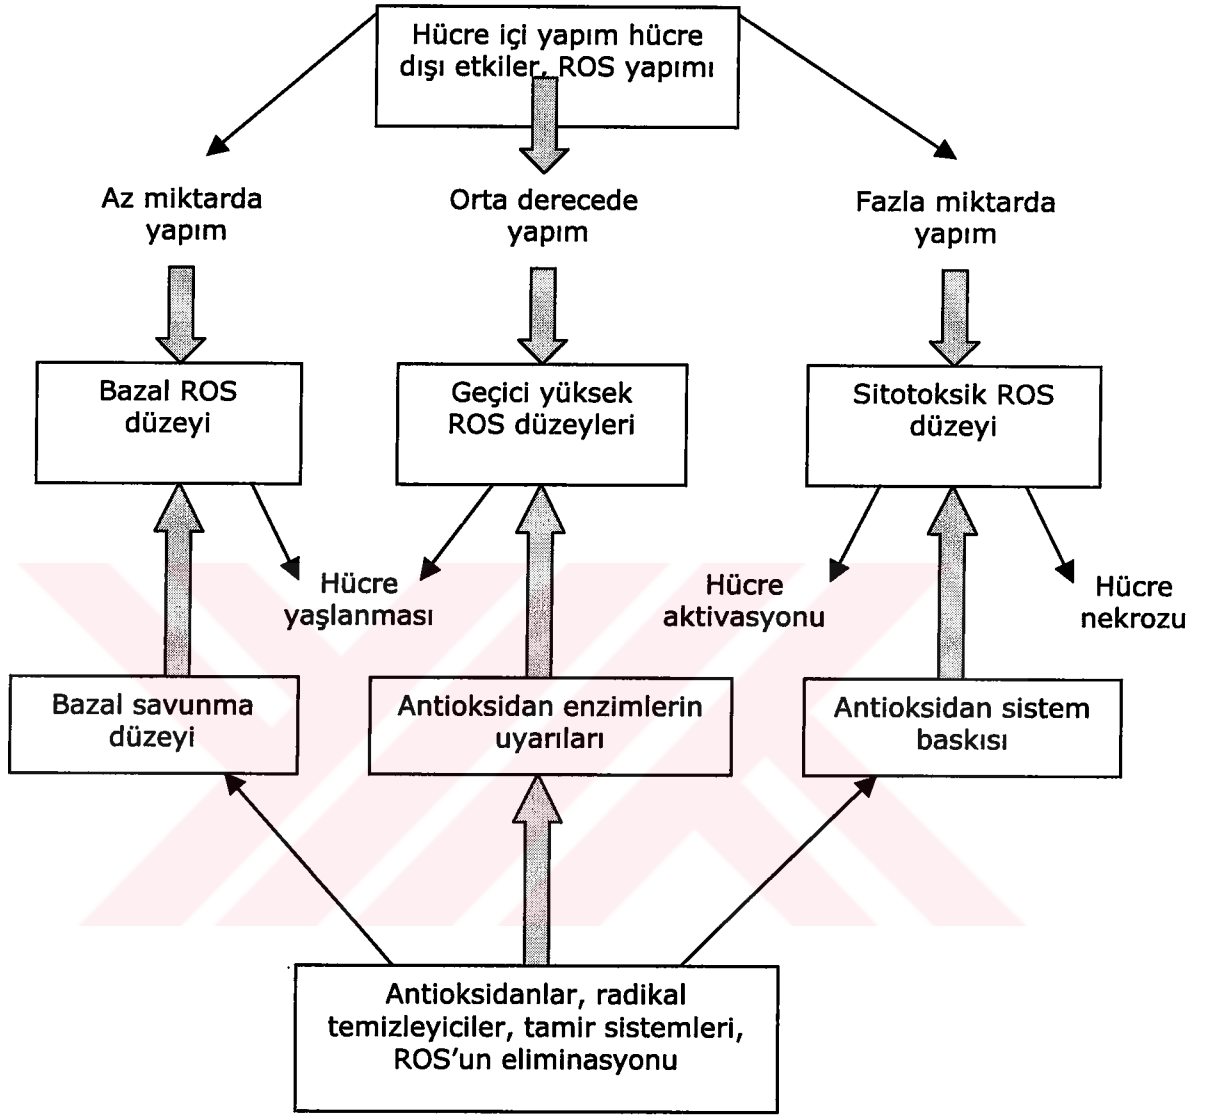 Hücre içi yapım hücre
dışı etkiler, ROS yapımı
Az miktarda
yapım
Orta derecede
yapım
Fazla miktarda
yapım
Bazal ROS
düzeyi
Geçici yüksek
ROS düzeyleri
Sitotoksik ROS
düzeyi
Hücre
yaşlanması
Hücre
aktivasyonu
Hücre
nekrozu
Bazal savunma
düzeyi
Antioksidan enzimlerin
uyarıları
Antioksidan sistem
baskısı
Antioksidanlar, radikal
temizleyiciler, tamir sistemleri,
ROS'un eliminasyonu